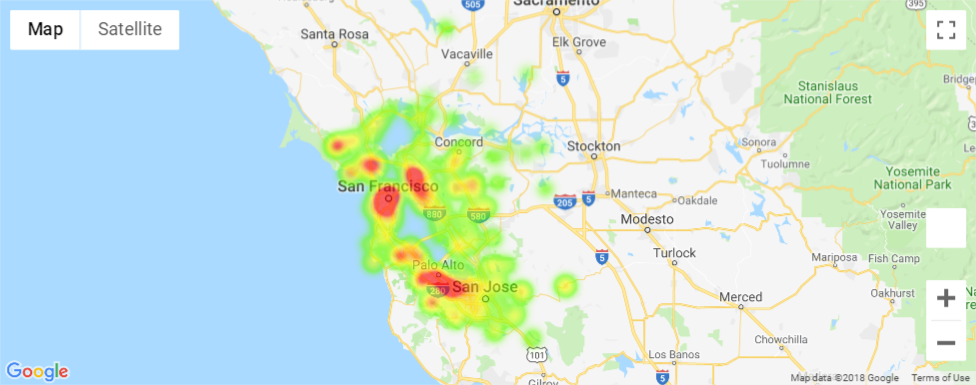 Map
Satellite
Sacramento
505
395
Santa Rosa
Vacaville
Elk Grove
5
Stanislaus
National Forest
Concord
Stockton
Sonora
Tuolumne
San Francisco
Yosemite
National Park
Manteca
Oakdale
205
5
880
580
Modesto
Yosemite
Valley
Turlock
5
Mariposa
Fish Camp
Palo Alto
280
San Jose
Oakhurst
Merced
Chowchilla
101
Los Banos
Gilroy
5
Google
Map data ©2018 Google
Terms of Use